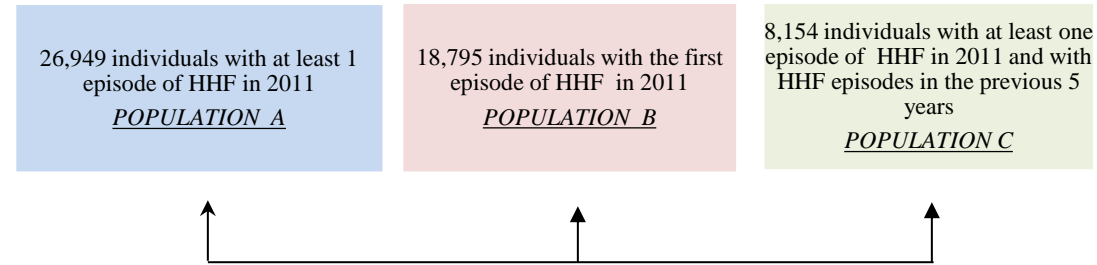 26,949 individuals with at least 1
episode of HHF in 2011
POPULATION A
18,795 individuals with the first
episode of HHF in 2011
POPULATION B
8,154 individuals with at least one
episode of HHF in 2011 and with
HHF episodes in the previous 5
years
POPULATION C